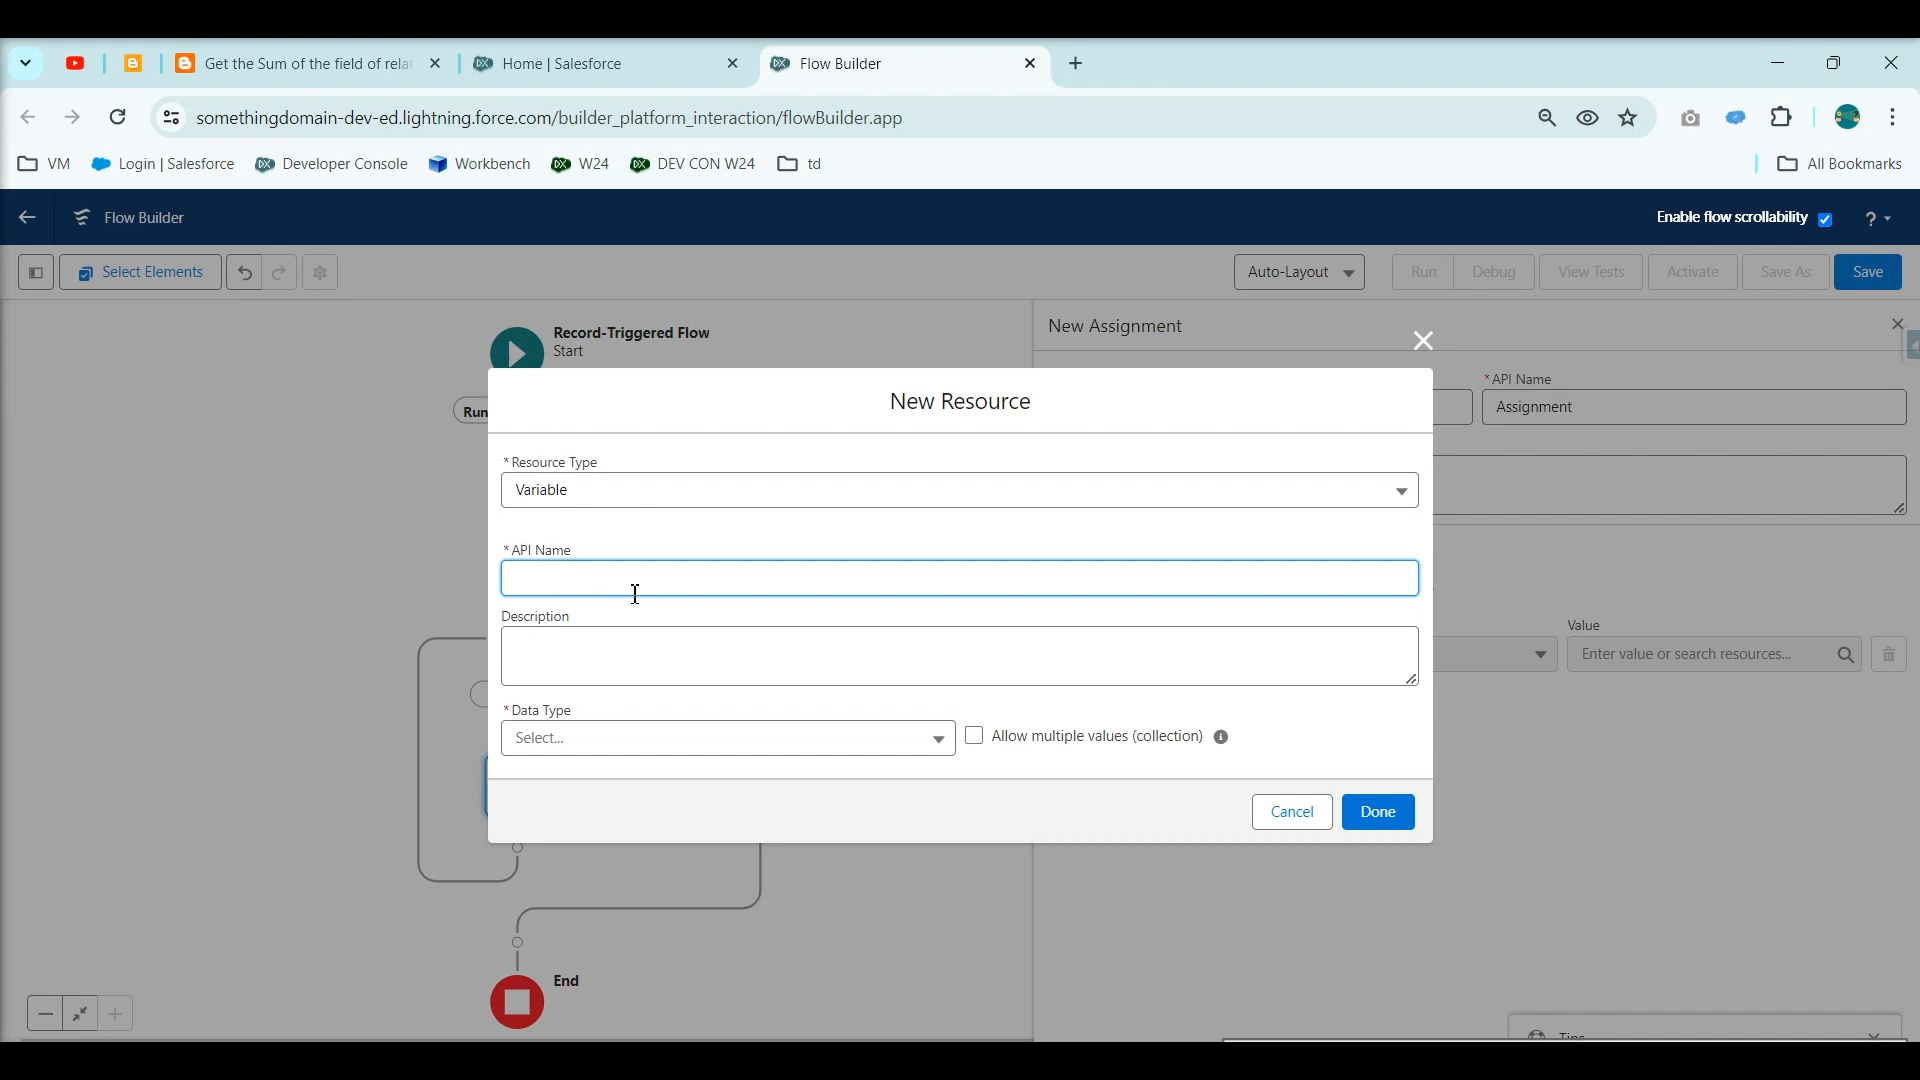 Get the Sum of the field of rela
Home | Salesforce
Flow Builder
somethingdomain-dev-ed.lightning.force.com/builder_platform_interaction/flowBuilder.app
VM
Login | Salesforce
Developer Console
Workbench
W24
DEV CON W24
td
All Bookmarks
Flow Builder
Enable flow scrollability
?
Select Elements
Auto-Layout
Run
Debug
View Tests
Activate
Save As
Save
Record-Triggered Flow
Start
New Assignment
* API Name
Assignment
Run
New Resource
* Resource Type
Variable
* API Name
Description
* Data Type
Select...
Allow multiple values (collection)
Value
Enter value or search resources...
Cancel
Done
End
Tips